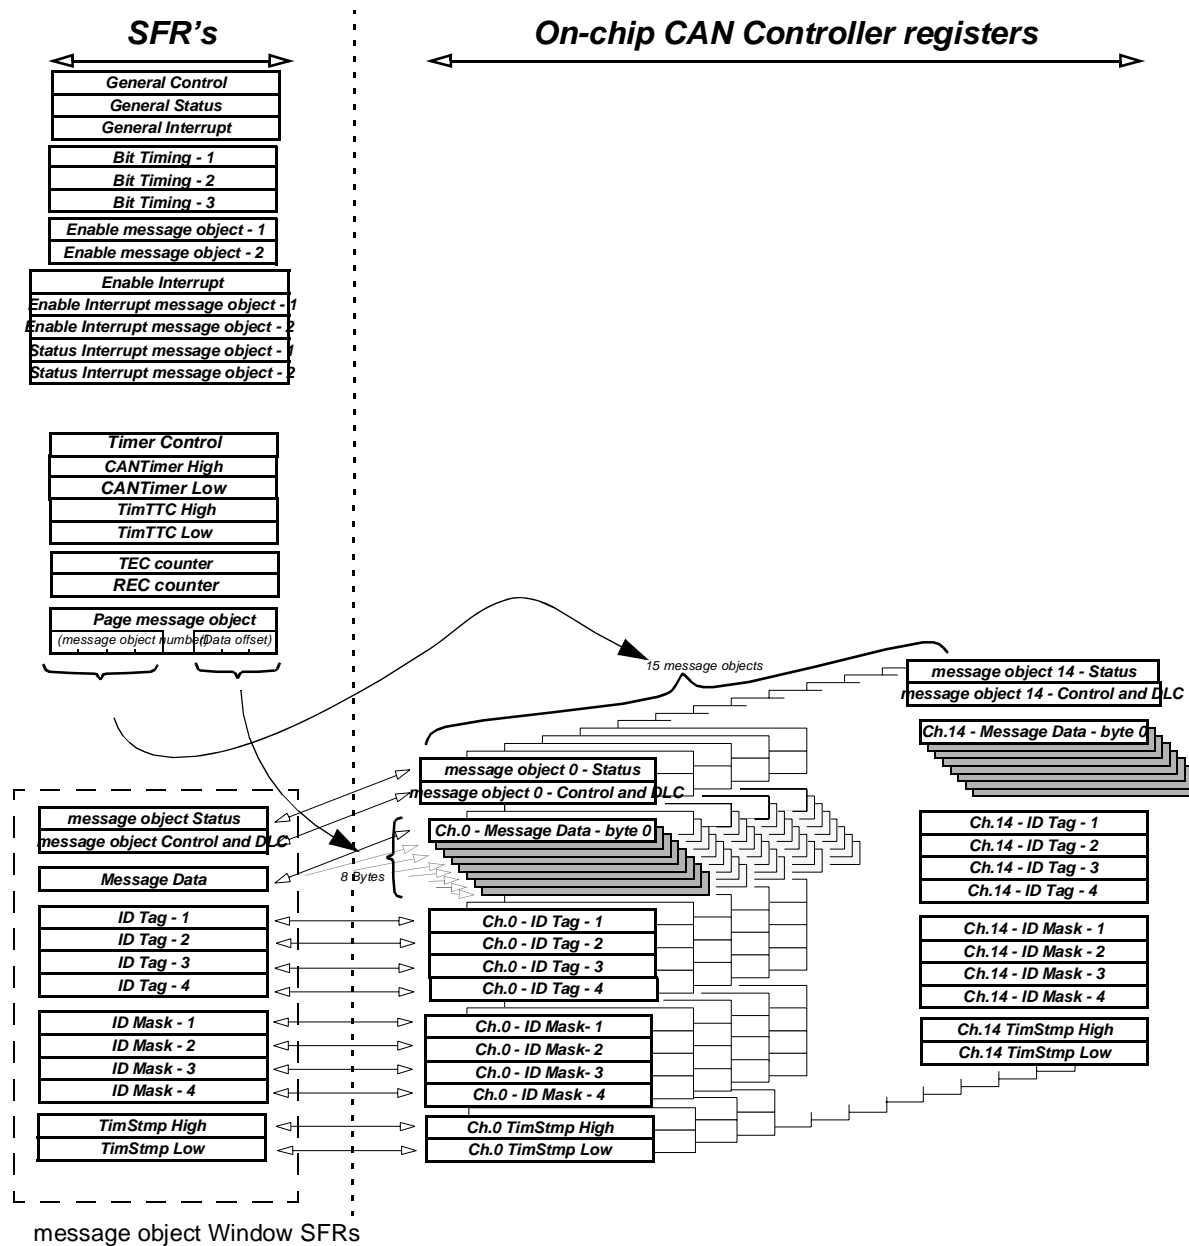 SFR's
On-chip CAN Controller registers
General Control
General Status
General Interrupt
Bit Timing - 1
Bit Timing - 2
Bit Timing - 3
Enable message object - 1
Enable message object - 2
Enable Interrupt
Enable Interrupt message object - 1
Enable Interrupt message object - 2
Status Interrupt message object - 1
Status Interrupt message object - 2
Timer Control
CANTimer High
CANTimer Low
TimTTC High
TimTTC Low
TEC counter
REC counter
Page message object
(message object number)
(Data offset)
message object Status
message object Control and DLC
Message Data
ID Tag - 1
ID Tag - 2
ID Tag - 3
ID Tag - 4
ID Mask - 1
ID Mask - 2
ID Mask - 3
ID Mask - 4
TimStmp High
TimStmp Low
message object Window SFRs
15 message objects
8 Bytes
message object 0 - Status
message object 0 - Control and DLC
Ch.0 - Message Data - byte 0
Ch.0 - ID Tag - 1
Ch.0 - ID Tag - 2
Ch.0 - ID Tag - 3
Ch.0 - ID Tag - 4
Ch.0 - ID Mask- 1
Ch.0 - ID Mask- 2
Ch.0 - ID Mask- 3
Ch.0 - ID Mask - 4
Ch.0 TimStmp High
Ch.0 TimStmp Low
message object 14 - Status
message object 14 - Control and DLC
Ch.14 - Message Data - byte 0
Ch.14 - ID Tag - 1
Ch.14 - ID Tag - 2
Ch.14 - ID Tag - 3
Ch.14 - ID Tag - 4
Ch.14 - ID Mask - 1
Ch.14 - ID Mask - 2
Ch.14 - ID Mask - 3
Ch.14 - ID Mask - 4
Ch.14 TimStmp High
Ch.14 TimStmp Low